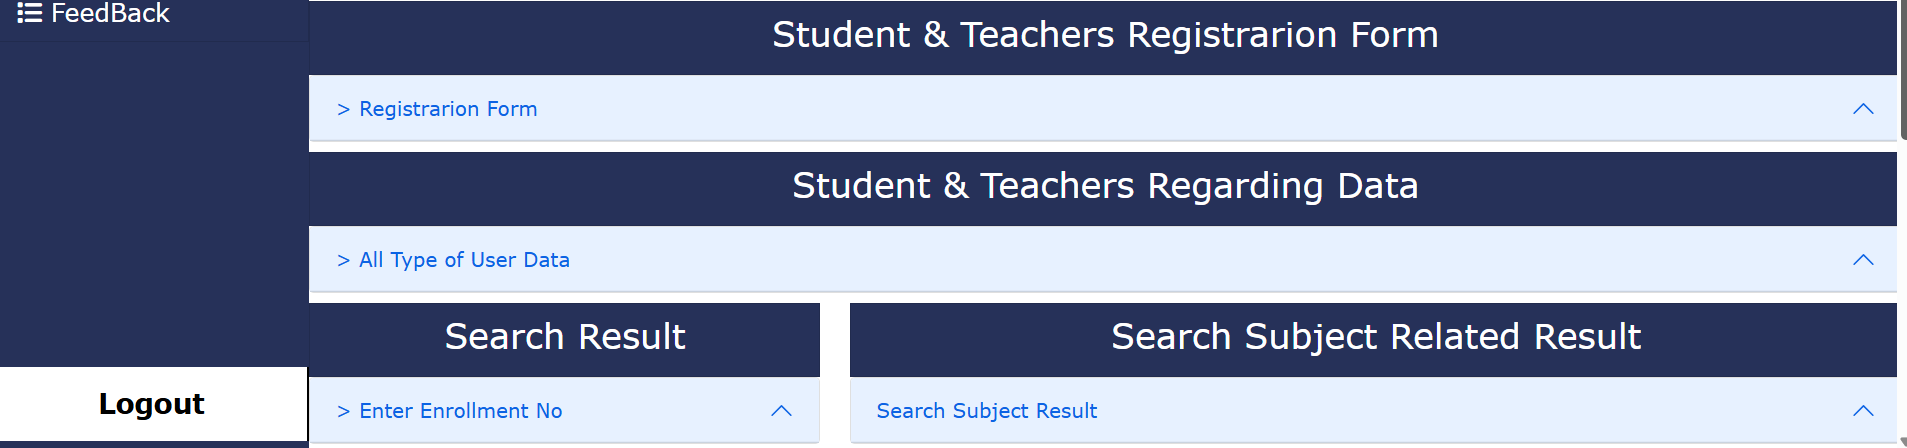 FeedBack
Student & Teachers Registrarion Form
> Registrarion Form
Student & Teachers Regarding Data
> All Type of User Data
Search Result
> Enter Enrollment No
Search Subject Related Result
Search Subject Result
Logout